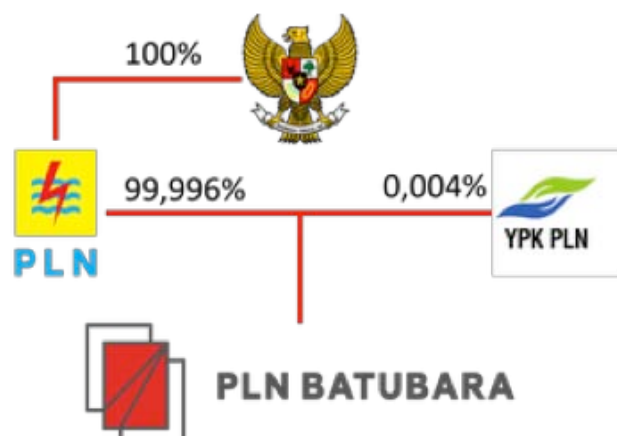 100%
99,996%
0,004%
PLN
YPK PLN
PLN BATUBARA